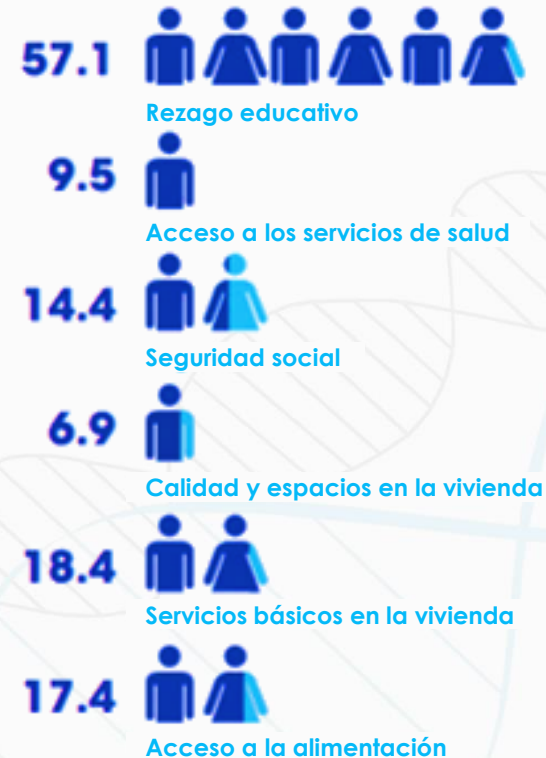 57.1
Rezago educativo
9.5
Acceso a los servicios de salud
14.4
Seguridad social
6.9
Calidad y espacios en la vivienda
18.4
Servicios básicos en la vivienda
17.4
Acceso a la alimentación